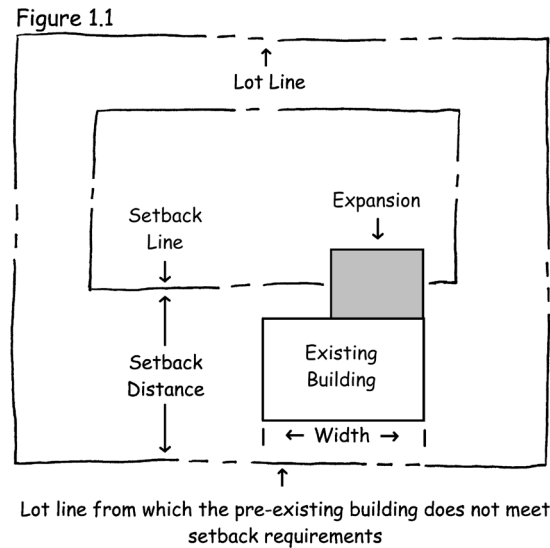 Figure 1.1
Lot Line
Expansion
Setback
Line
Setback
Distance
Existing
Building
Width
Lot line from which the pre-existing building does not meet
setback requirements